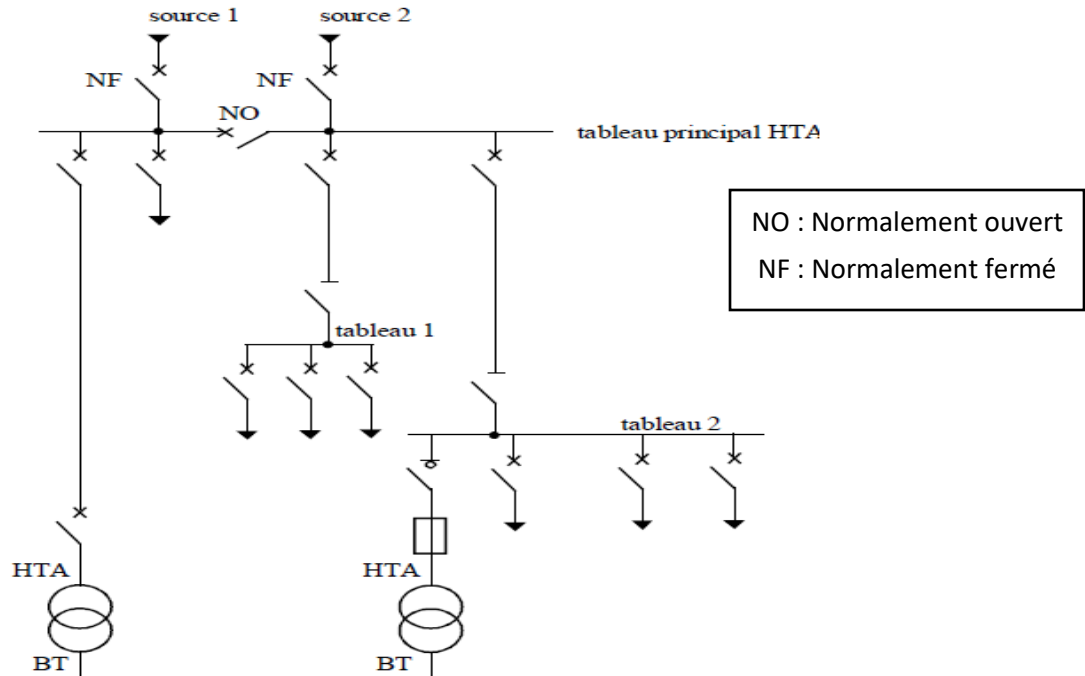 source 1
source 2
NF
NF
NO
tableau principal HTA
NO : Normalement ouvert
NF : Normalement fermé
tableau 1
tableau 2
HTA
HTA
BT
BT